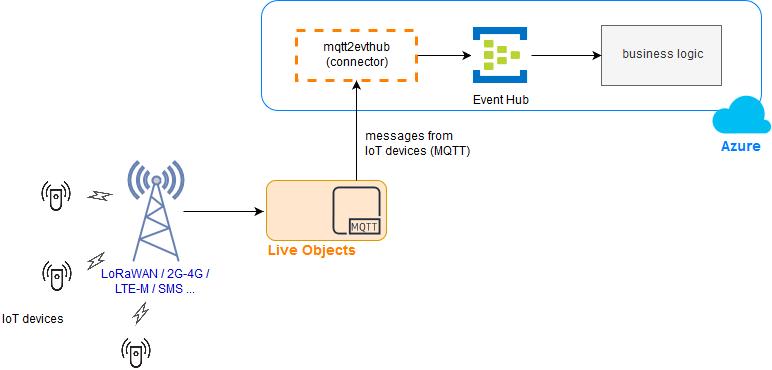 mqtt2evthub
(connector)
business logic
Event Hub
messages from
IoT devices (MQTT)
Azure
MQTT
Live Objects
LoRaWAN / 2G-4G /
LTE-M / SMS ...
IoT devices